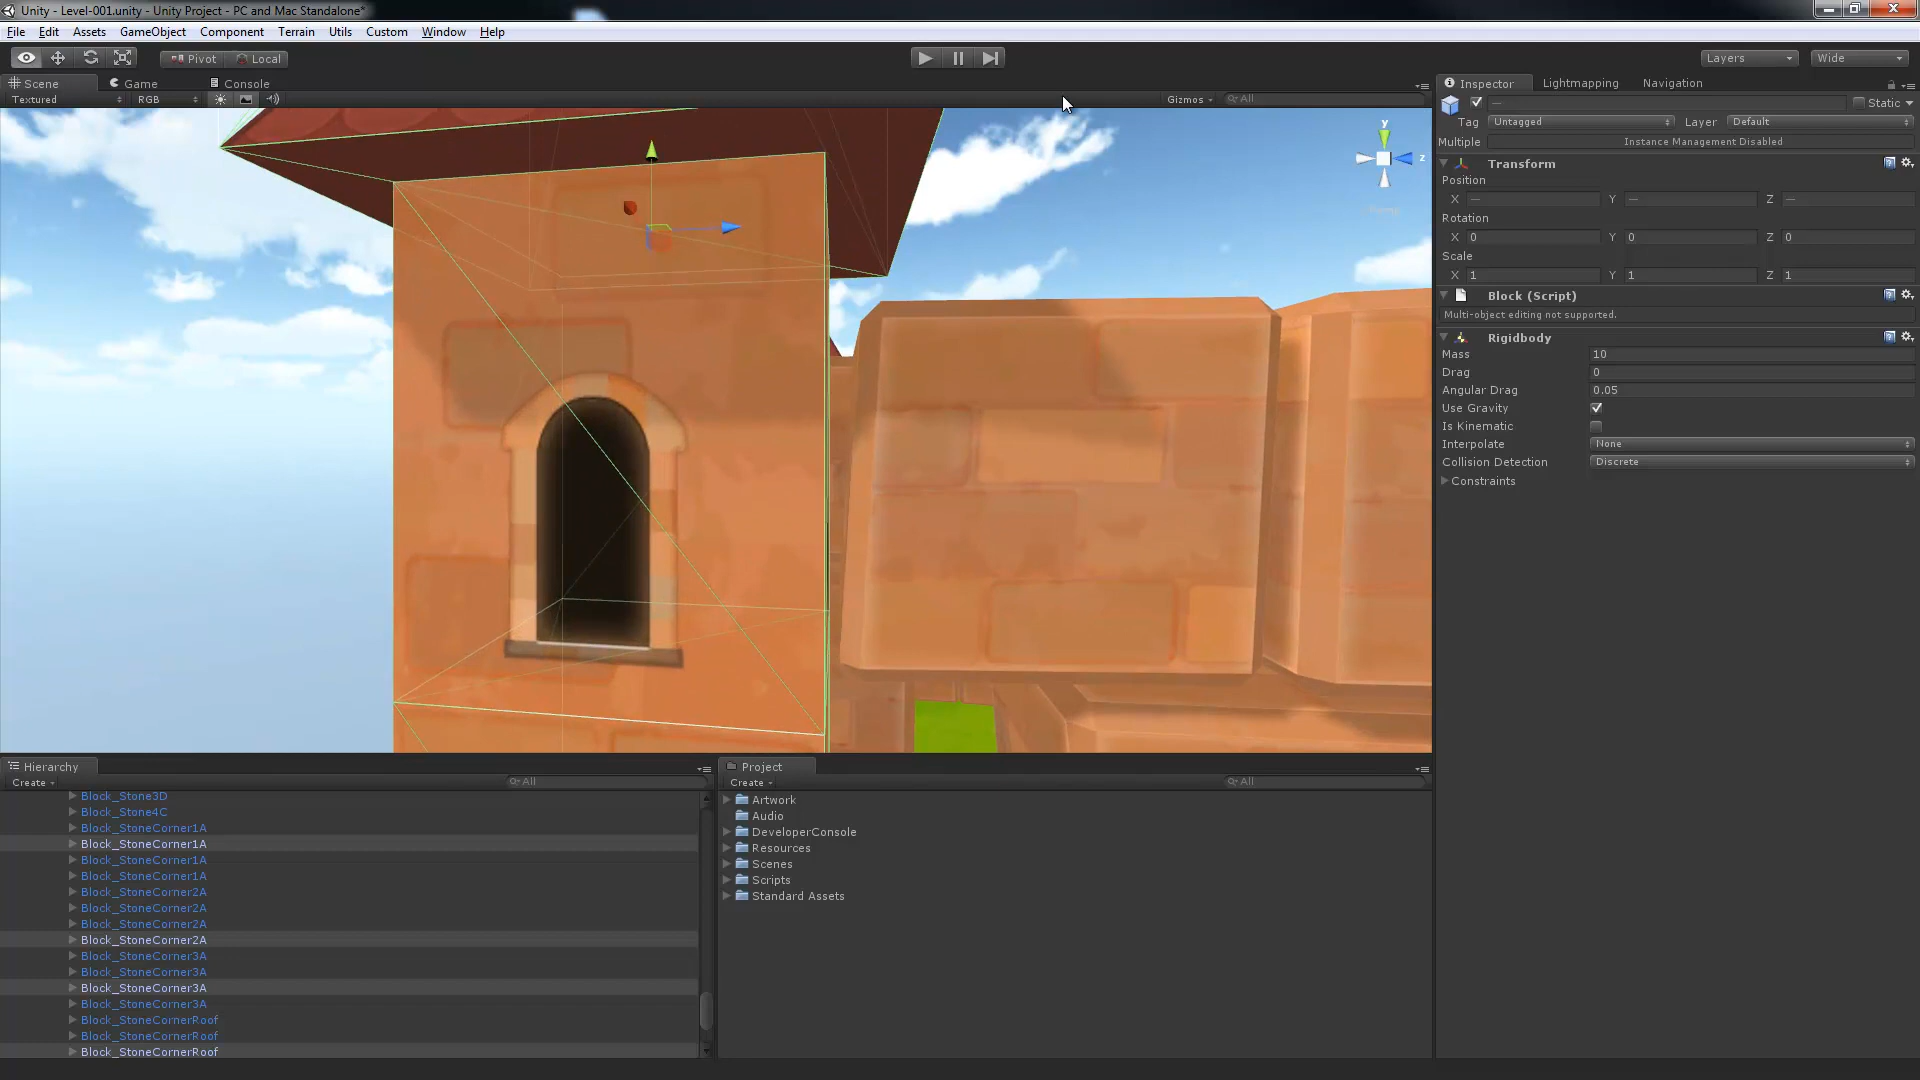 Unity - Level-001.unity - Unity Project - PC and Mac Standalone*
File Edit Assets GameObject Component Terrain Utils Custom Window Help
Pivot Local Layers Wide
Scene Game Console
Textured RGB Gizmos All
Inspector Lightmapping Navigation
— Static
Tag Untagged Layer Default
Multiple Instance Management Disabled
Transform
Position
X — Y — Z —
Rotation
X 0 Y 0 Z 0
Scale
X 1 Y 1 Z 1
Block (Script)
Multi-object editing not supported.
Rigidbody
Mass 10
Drag 0
Angular Drag 0.05
Use Gravity
Is Kinematic
Interpolate None
Collision Detection Discrete
Constraints
y
z
Hierarchy
Create All
Block_Stone3D
Block_Stone4C
Block_StoneCorner1A
Block_StoneCorner1A
Block_StoneCorner1A
Block_StoneCorner1A
Block_StoneCorner2A
Block_StoneCorner2A
Block_StoneCorner2A
Block_StoneCorner2A
Block_StoneCorner3A
Block_StoneCorner3A
Block_StoneCorner3A
Block_StoneCorner3A
Block_StoneCornerRoof
Block_StoneCornerRoof
Block_StoneCornerRoof
Project
Create All
Artwork
Audio
DeveloperConsole
Resources
Scenes
Scripts
Standard Assets